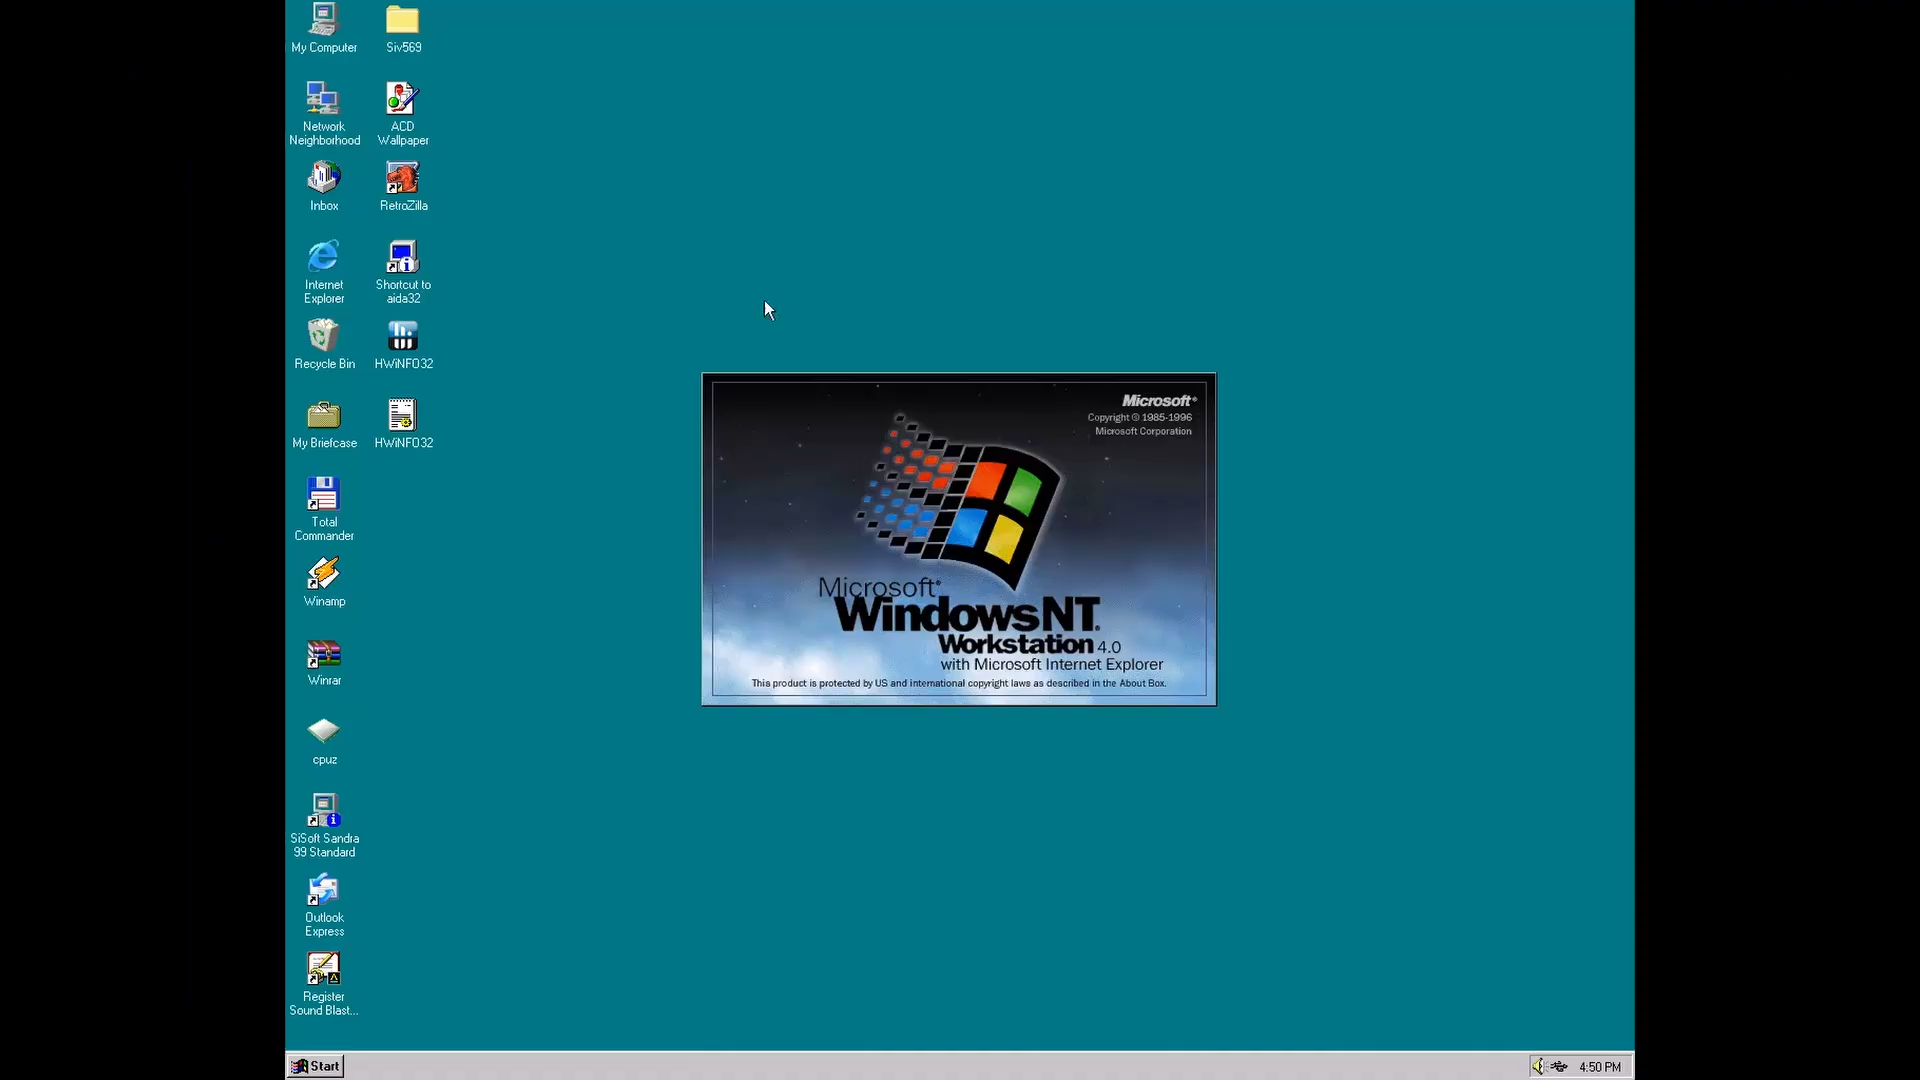 My Computer
Siv569
Network
Neighborhood
ACD
Wallpaper
Inbox
RetroZilla
Internet
Explorer
Shortcut to
aida32
Recycle Bin
HWiNFO32
My Briefcase
HWiNFO32
Total
Commander
Winamp
Winrar
cpuz
SiSoft Sandra
99 Standard
Outlook
Express
Register
Sound Blast...
Microsoft®
Copyright © 1985-1996
Microsoft Corporation
Microsoft®
WindowsNT®
Workstation 4.0
with Microsoft Internet Explorer
This product is protected by US and international copyright laws as described in the About Box.
Start
4:50 PM